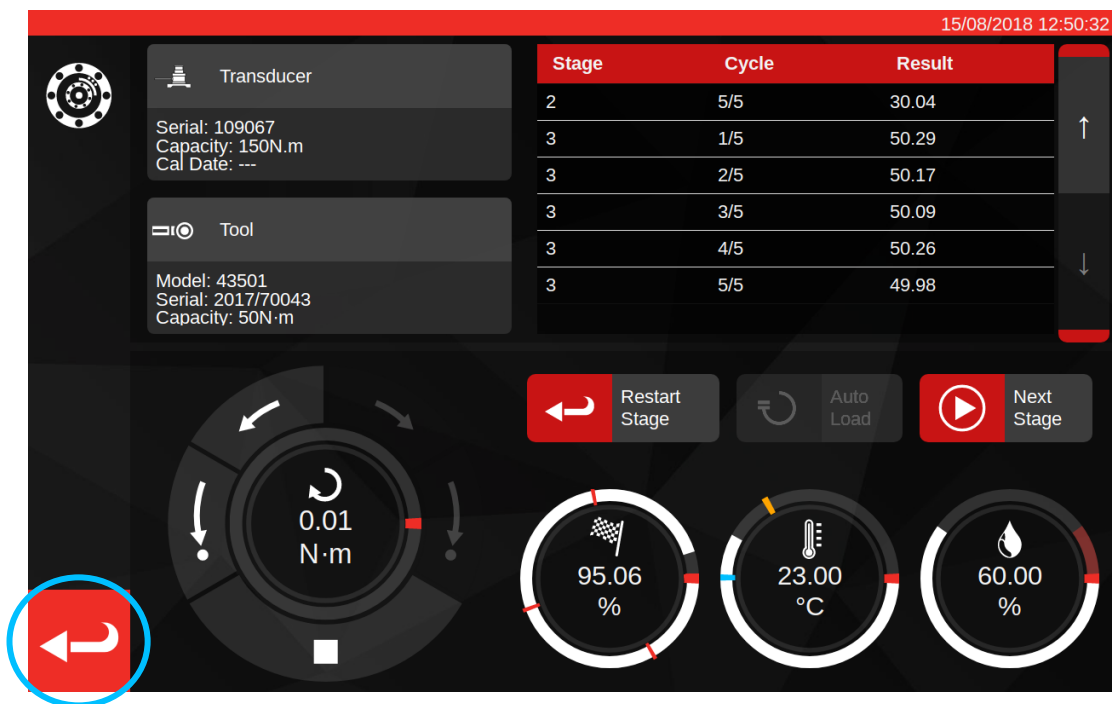 15/08/2018 12:50:32
Transducer
Serial: 109067
Capacity: 150N.m
Cal Date: ---
Tool
Model: 43501
Serial: 2017/70043
Capacity: 50N·m
Stage Cycle Result
2 5/5 30.04
3 1/5 50.29
3 2/5 50.17
3 3/5 50.09
3 4/5 50.26
3 5/5 49.98
Restart
Stage
Auto
Load
Next
Stage
0.01
N·m
95.06
%
23.00
°C
60.00
%